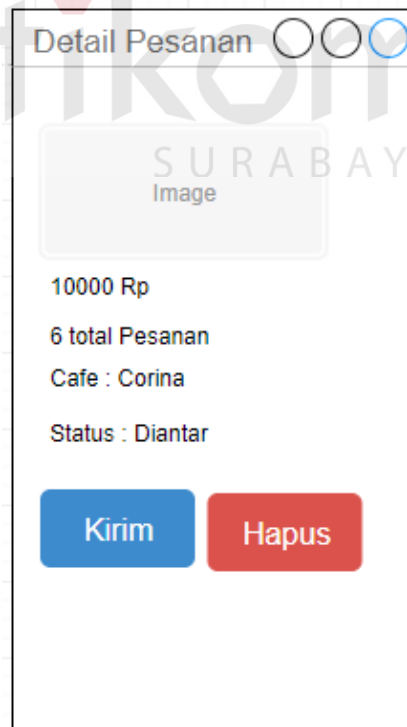 Detail Pesanan
SURABAY
Image
10000 Rp
6 total Pesanan
Cafe : Corina
Status : Diantar
Kirim
Hapus